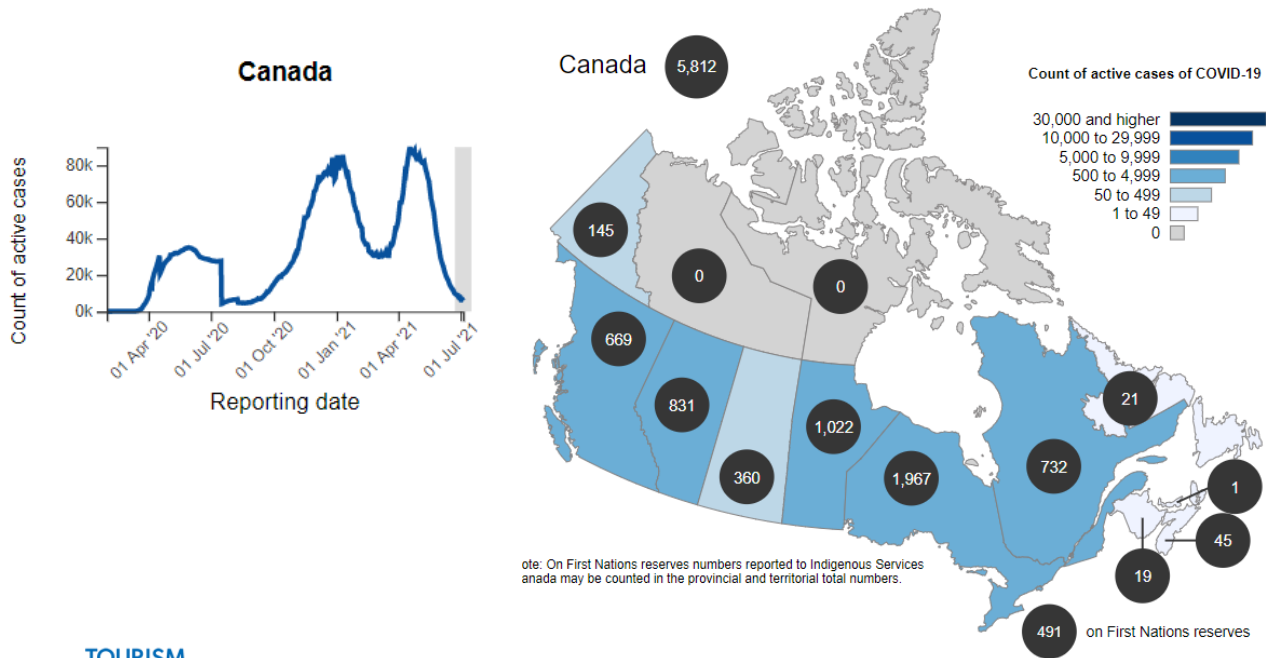 Canada
Count of active cases
80k
60k
40k
20k
0k
01 Apr '20
01 Jul '20
01 Oct '20
01 Jan '21
01 Apr '21
01 Jul '21
Reporting date
Canada
5,812
Count of active cases of COVID-19
30,000 and higher
10,000 to 29,999
5,000 to 9,999
500 to 4,999
50 to 499
1 to 49
0
145
0
0
669
831
360
1,022
1,967
732
21
1
45
19
ote: On First Nations reserves numbers reported to Indigenous Services
anada may be counted in the provincial and territorial total numbers.
491
on First Nations reserves
TOURISM